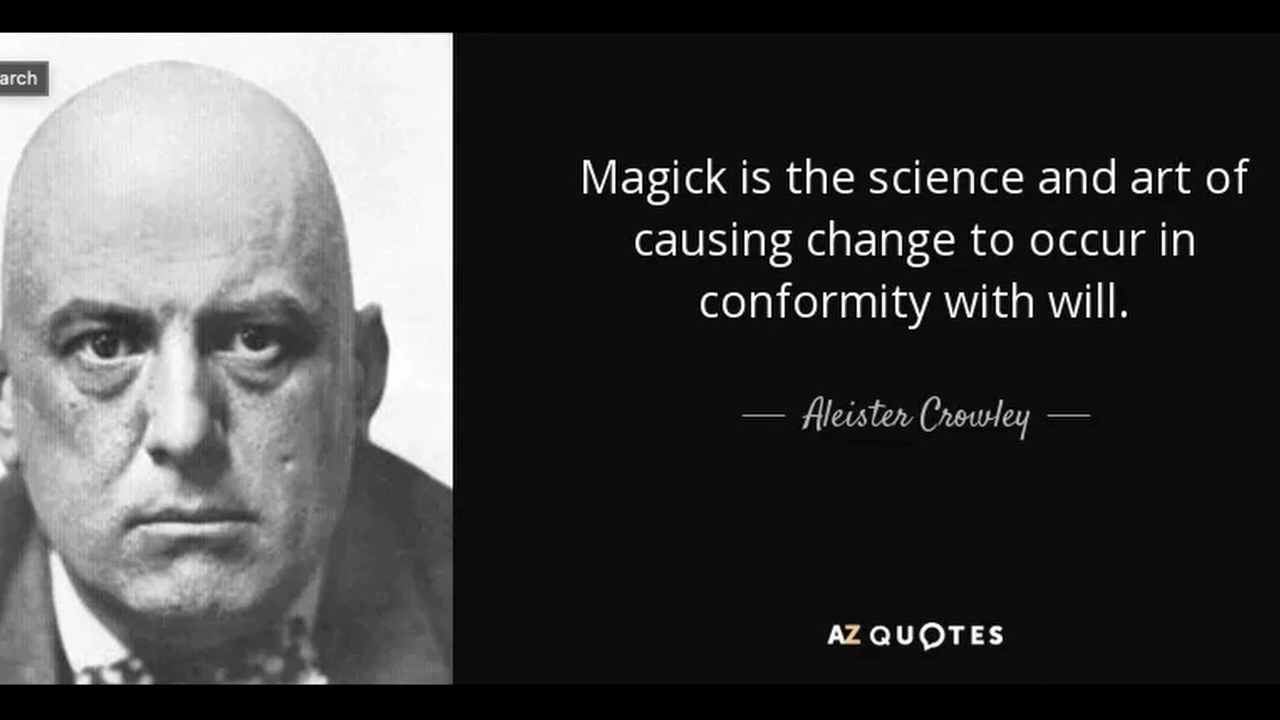 arch
Magick is the science and art of
causing change to occur in
conformity with will.
Aleister Crowley
AZ QUOTES